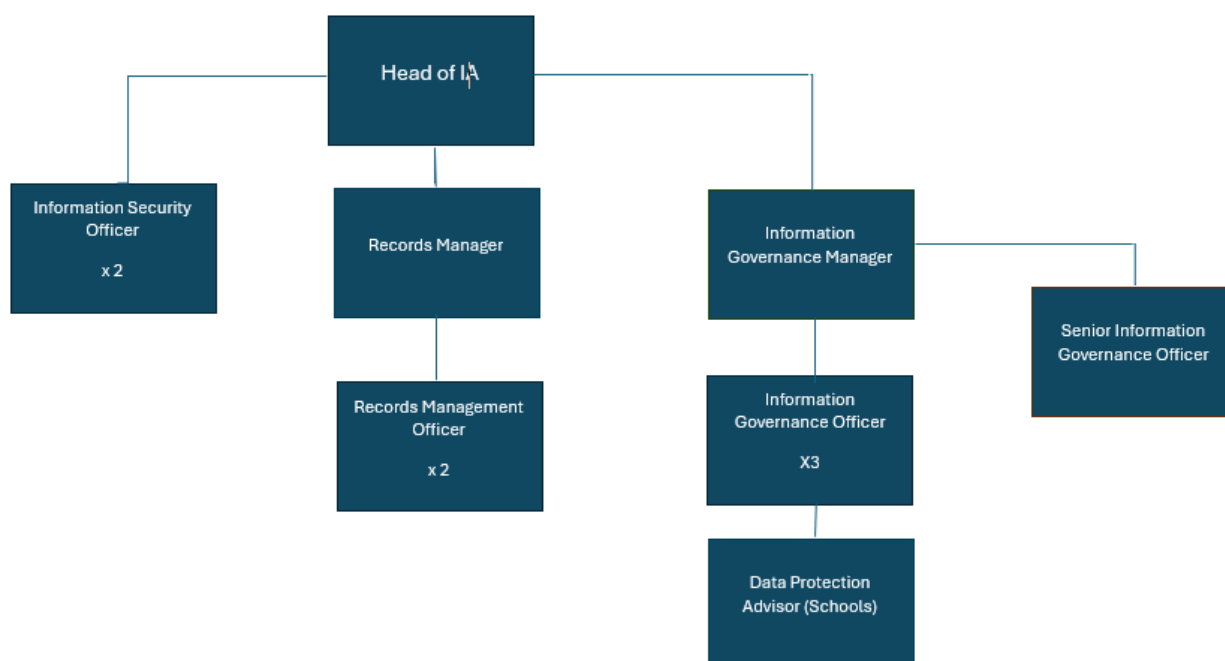 Head of IA
Information Security
Officer
x 2
Records Manager
Information
Governance Manager
Senior Information
Governance Officer
Records Management
Officer
x 2
Information
Governance Officer
X3
Data Protection
Advisor (Schools)